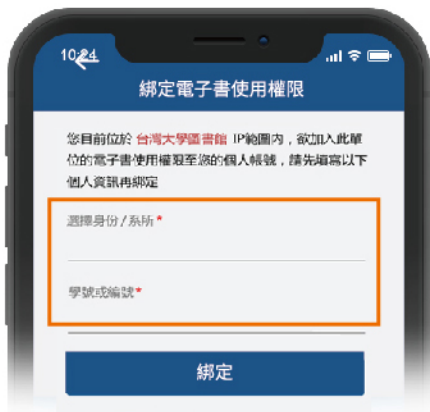 10:24
綁定電子書使用權限
您目前位於 台灣大學圖書館 IP範圍內，欲加入此單
位的電子書使用權限至您的個人帳號，請先填寫以下
個人資訊再綁定
選擇身份/系所*
學號或編號*
綁定